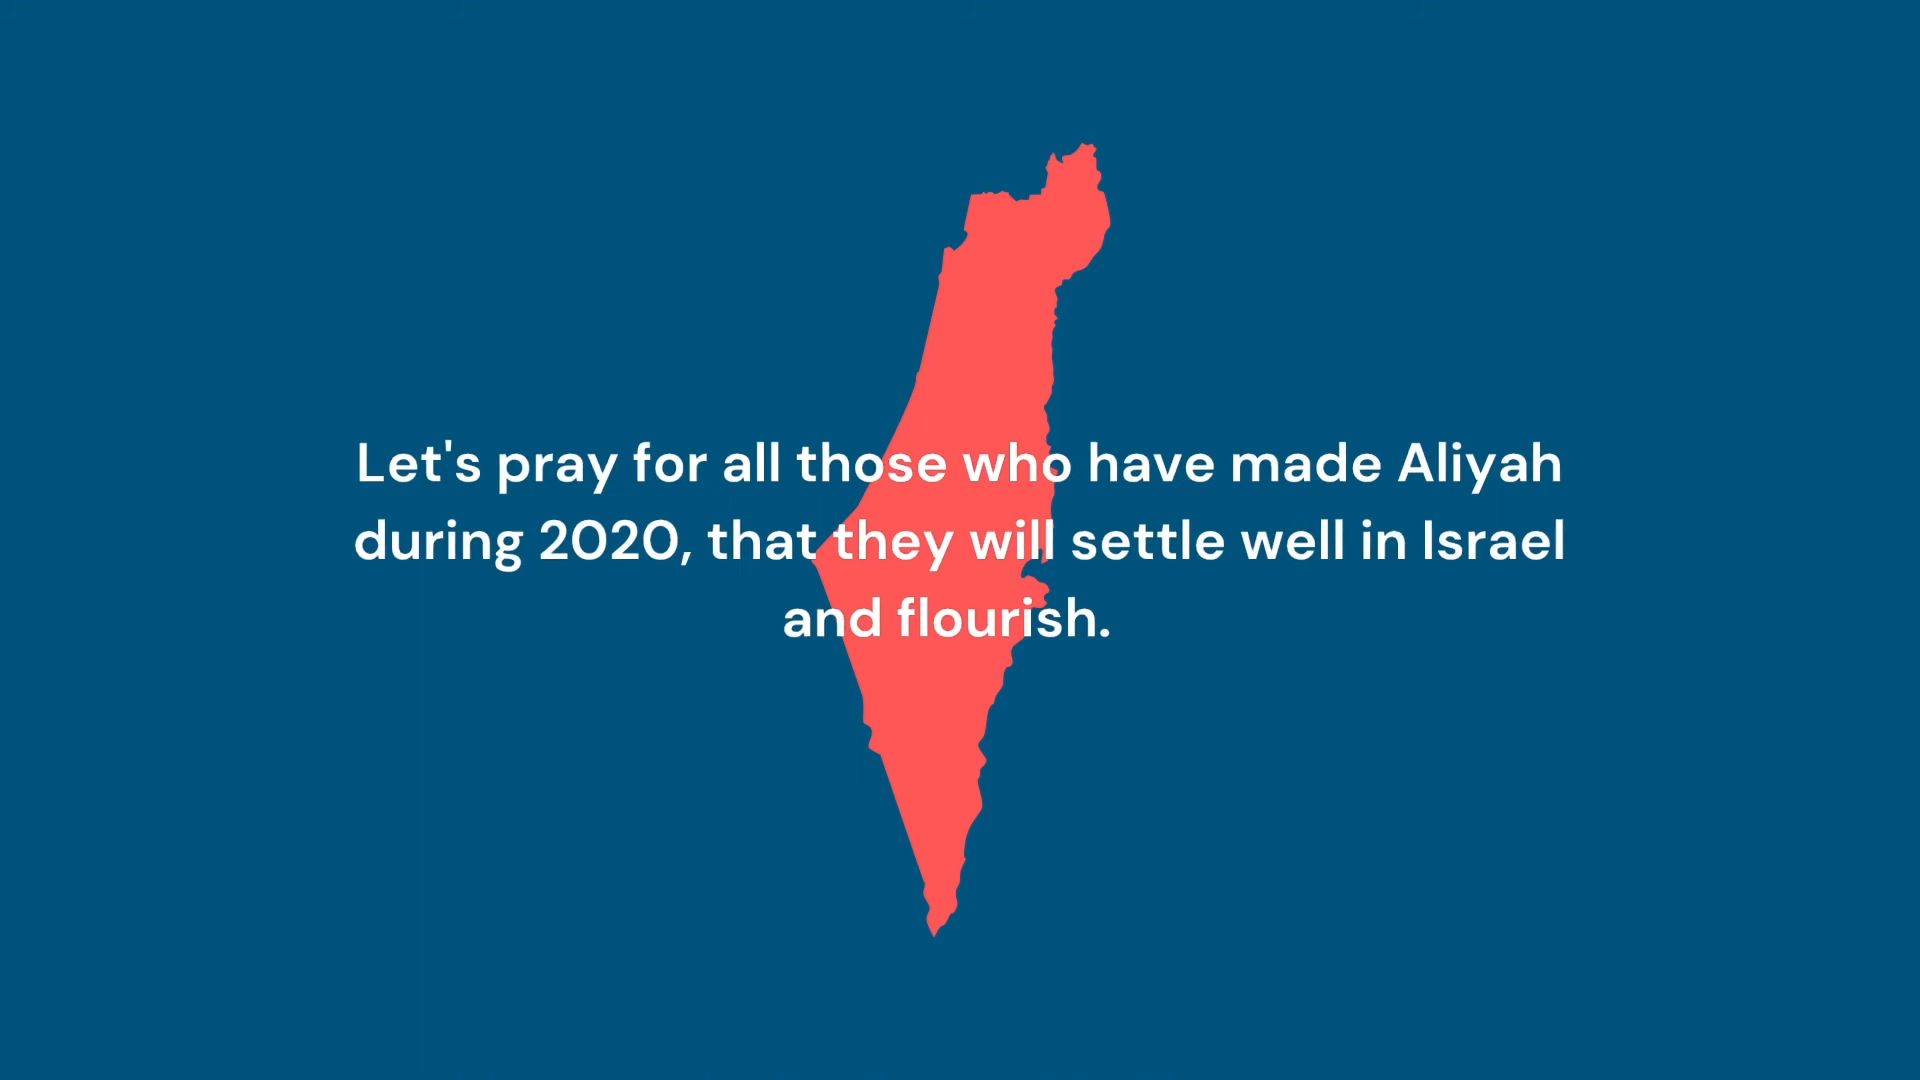 Let's pray for all those who have made Aliyah
during 2020, that they will settle well in Israel
and flourish.